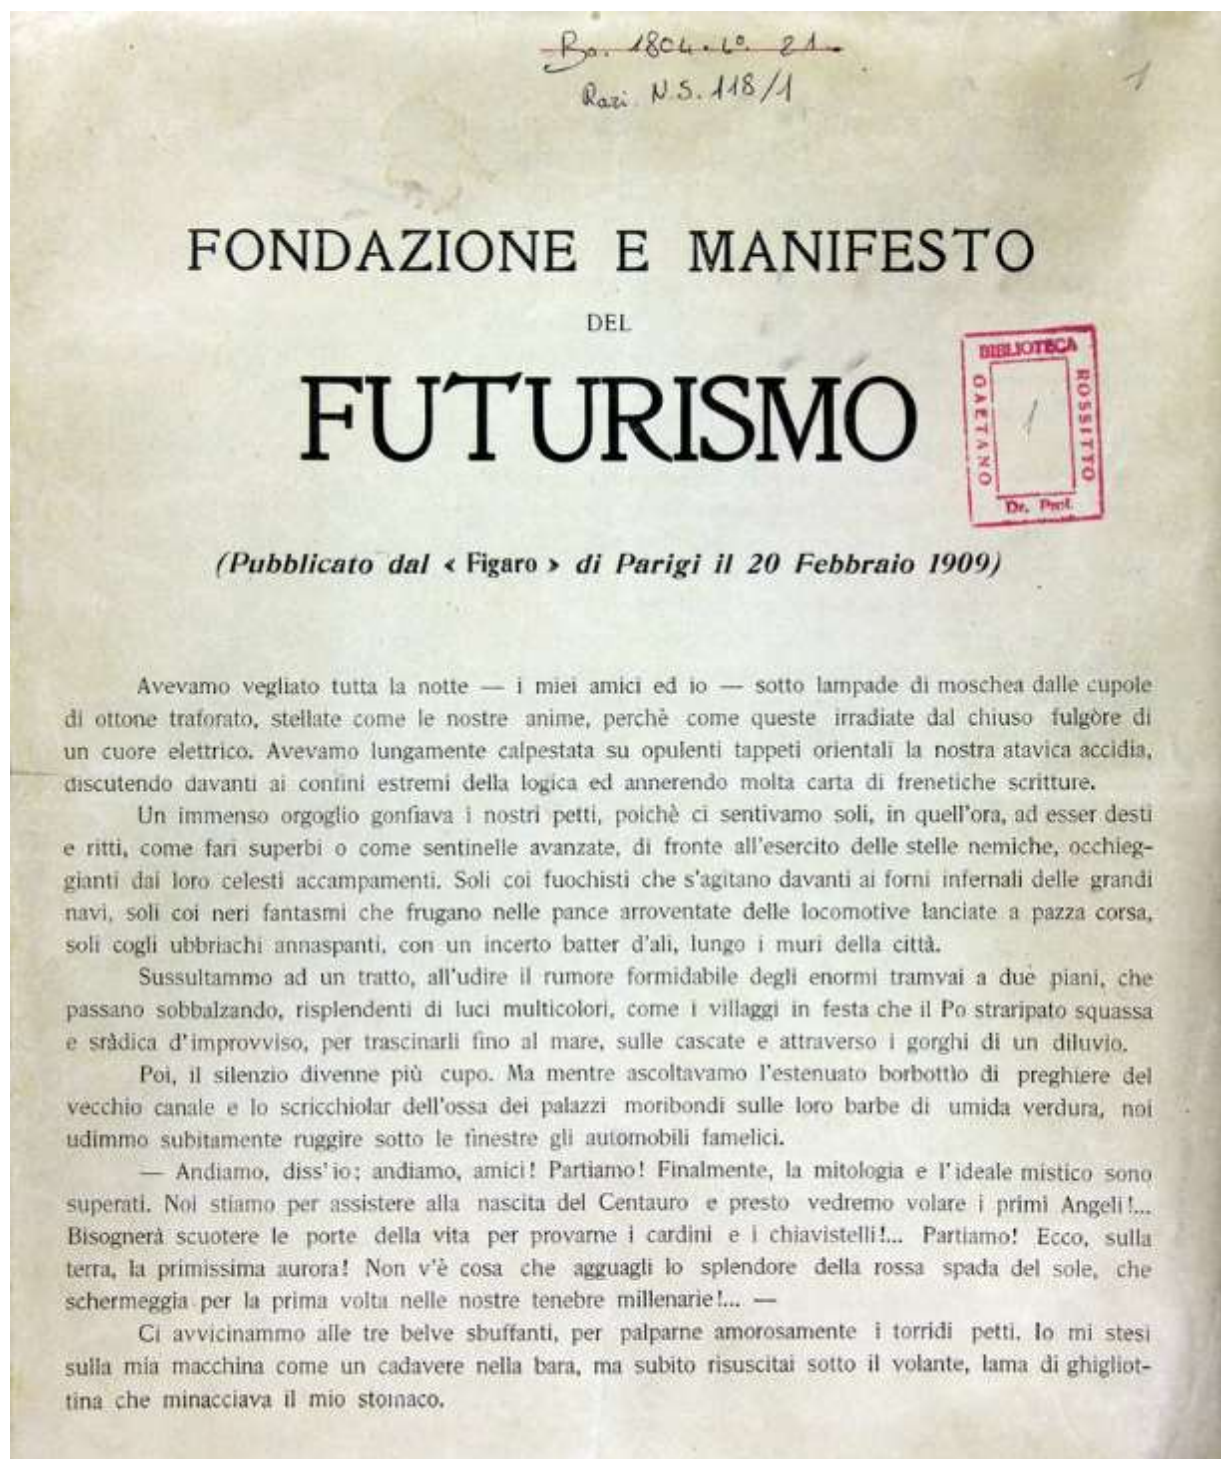 Bo. 1804. 4°. 21.
Razi N.S. 118/1
1
FONDAZIONE E MANIFESTO
DEL
FUTURISMO
BIBLIOTECA
GAETANO
ROSSITTO
1
Dr. Prof.
(Pubblicato dal « Figaro » di Parigi il 20 Febbraio 1909)
Avevamo vegliato tutta la notte — i miei amici ed io — sotto lampade di moschea dalle cupole
di ottone traforato, stellate come le nostre anime, perchè come queste irradiate dal chiuso fulgòre di
un cuore elettrico. Avevamo lungamente calpestata su opulenti tappeti orientali la nostra atavica accidia,
discutendo davanti ai confini estremi della logica ed annerendo molta carta di frenetiche scritture.
Un immenso orgoglio gonfiava i nostri petti, poichè ci sentivamo soli, in quell'ora, ad esser desti
e ritti, come fari superbi o come sentinelle avanzate, di fronte all'esercito delle stelle nemiche, occhieg-
gianti dai loro celesti accampamenti. Soli coi fuochisti che s'agitano davanti ai forni infernali delle grandi
navi, soli coi neri fantasmi che frugano nelle pance arroventate delle locomotive lanciate a pazza corsa,
soli cogli ubbriachi annaspanti, con un incerto batter d'ali, lungo i muri della città.
Sussultammo ad un tratto, all'udire il rumore formidabile degli enormi tramvai a due piani, che
passano sobbalzando, risplendenti di luci multicolori, come i villaggi in festa che il Po straripato squassa
e sràdica d'improvviso, per trascinarli fino al mare, sulle cascate e attraverso i gorghi di un diluvio.
Poi, il silenzio divenne più cupo. Ma mentre ascoltavamo l'estenuato borbottìo di preghiere del
vecchio canale e lo scricchiolar dell'ossa dei palazzi moribondi sulle loro barbe di umida verdura, noi
udimmo subitamente ruggire sotto le finestre gli automobili famelici.
— Andiamo, diss'io; andiamo, amici! Partiamo! Finalmente, la mitologia e l'ideale mistico sono
superati. Noi stiamo per assistere alla nascita del Centauro e presto vedremo volare i primi Angeli!...
Bisognerà scuotere le porte della vita per provarne i cardini e i chiavistelli!... Partiamo! Ecco, sulla
terra, la primissima aurora! Non v'è cosa che agguagli lo splendore della rossa spada del sole, che
schermeggia per la prima volta nelle nostre tenebre millenarie!... —
Ci avvicinammo alle tre belve sbuffanti, per palparne amorosamente i torridi petti. Io mi stesi
sulla mia macchina come un cadavere nella bara, ma subito risuscitai sotto il volante, lama di ghigliot-
tina che minacciava il mio stomaco.